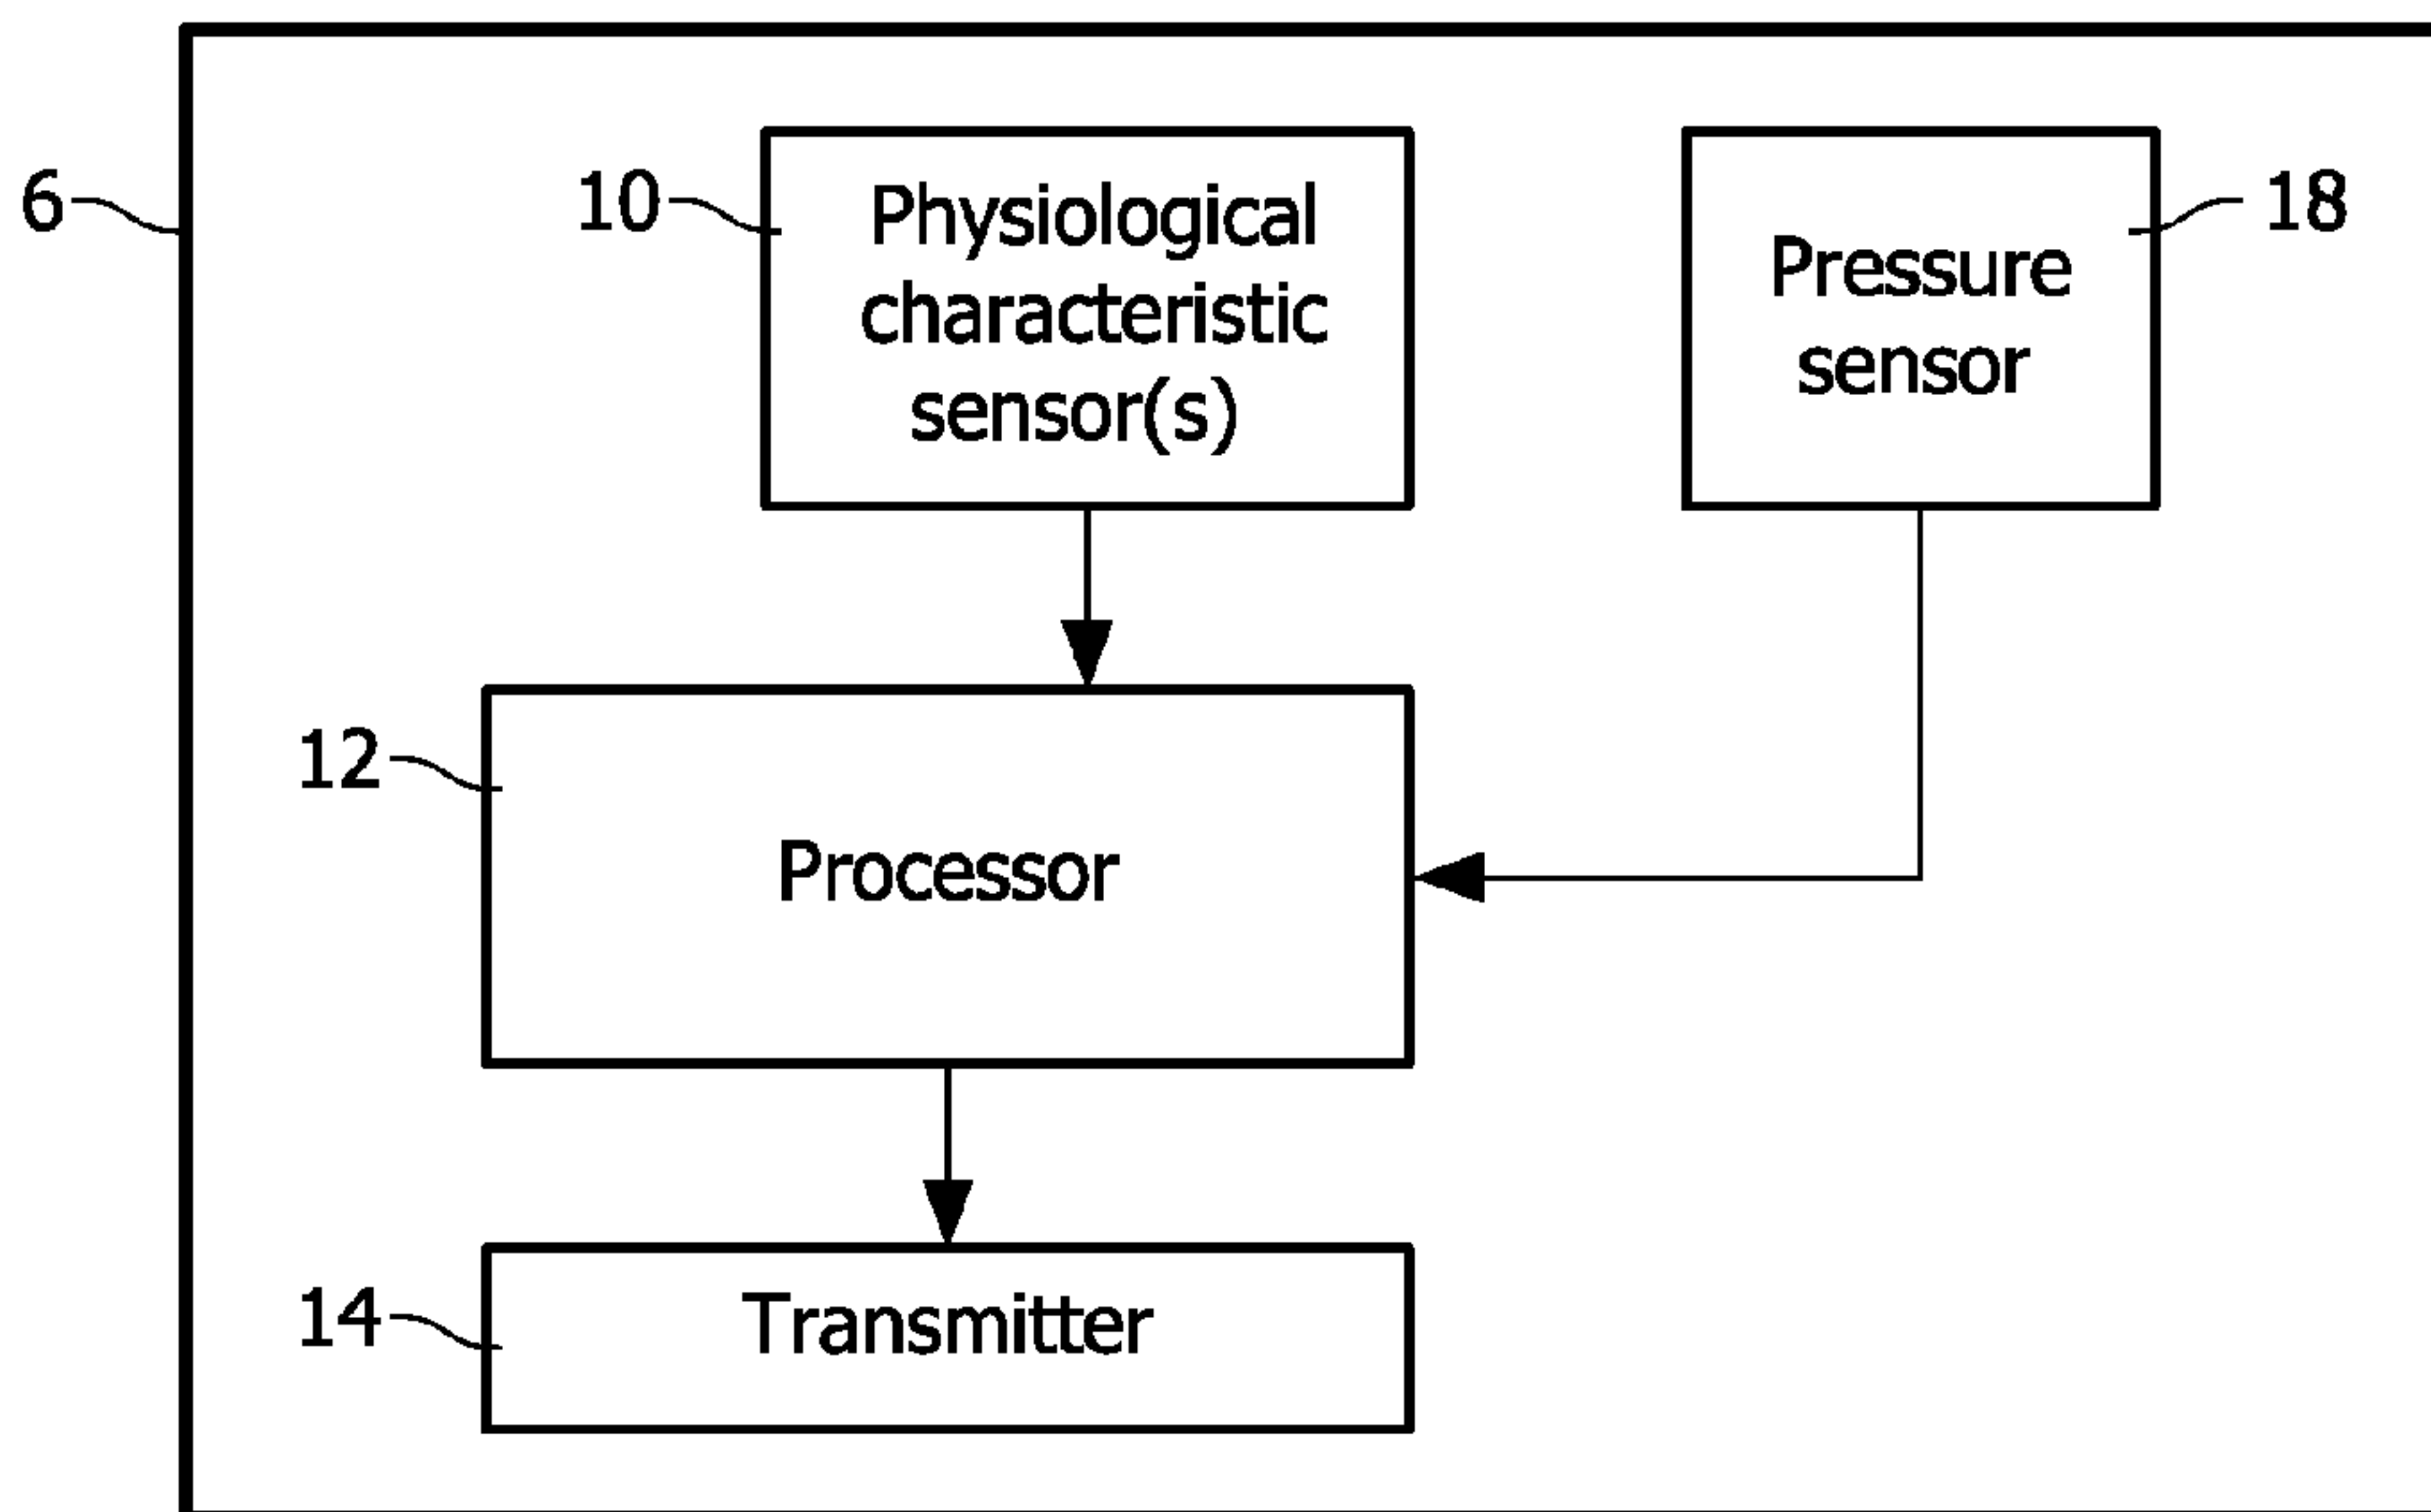 6
10
Physiological
characteristic
sensor(s)
18
Pressure
sensor
12
Processor
14
Transmitter